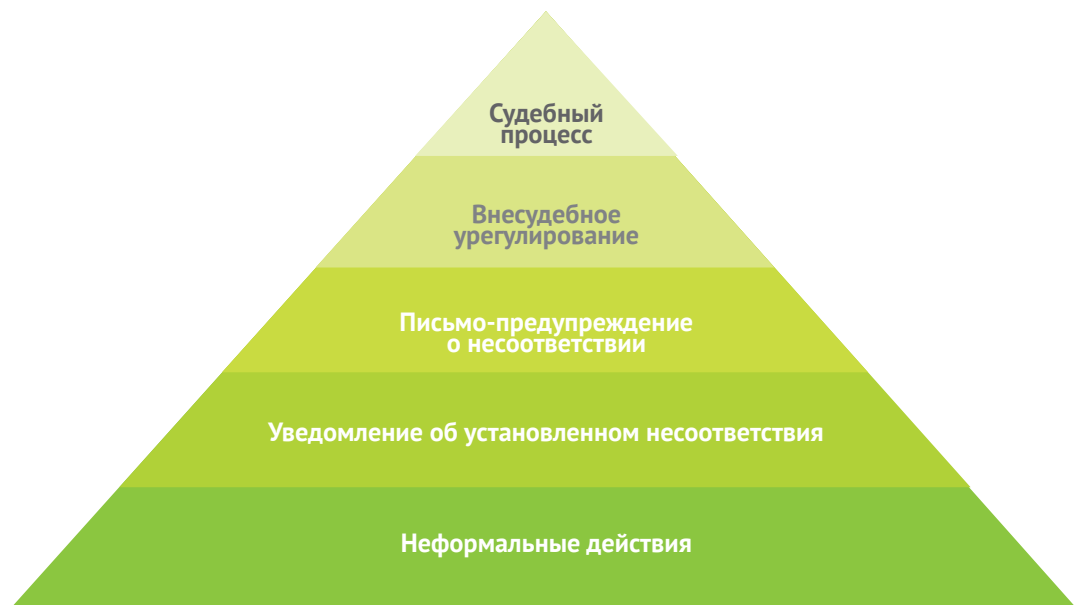 Судебный
процесс
Внесудебное
урегулирование
Письмо-предупреждение
о несоответствии
Уведомление об установленном несоответствия
Неформальные действия